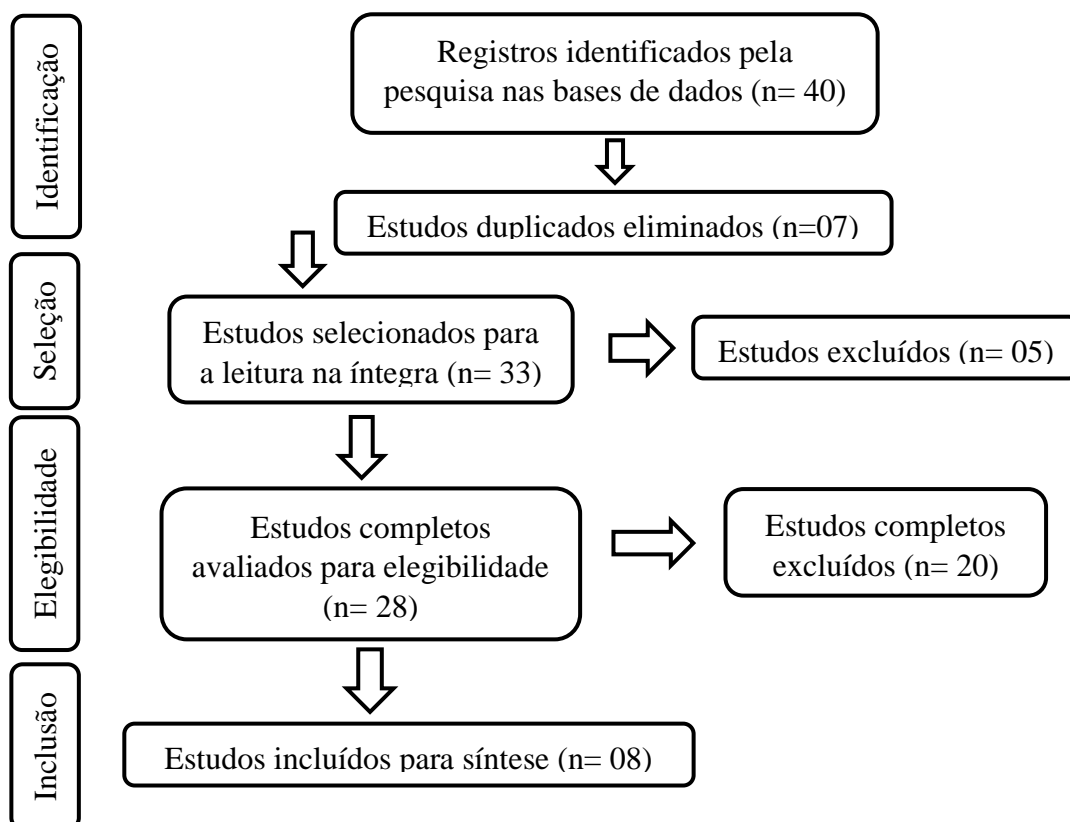 Identificação
Registros identificados pela
pesquisa nas bases de dados (n= 40)
Estudos duplicados eliminados (n=07)
Seleção
Estudos selecionados para
a leitura na íntegra (n= 33)
Estudos excluídos (n= 05)
Elegibilidade
Estudos completos
avaliados para elegibilidade
(n= 28)
Estudos completos
excluídos (n= 20)
Inclusão
Estudos incluídos para síntese (n= 08)